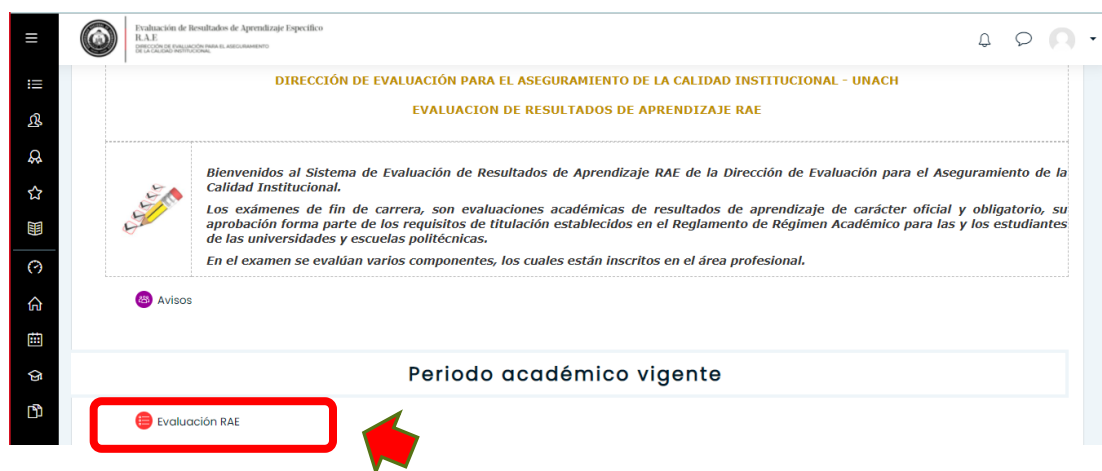 Evaluación de Resultados de Aprendizaje Específico
R.A.E
DIRECCIÓN DE EVALUACIÓN PARA EL ASEGURAMIENTO
DE LA CALIDAD INSTITUCIONAL
DIRECCIÓN DE EVALUACIÓN PARA EL ASEGURAMIENTO DE LA CALIDAD INSTITUCIONAL - UNACH
EVALUACION DE RESULTADOS DE APRENDIZAJE RAE
Bienvenidos al Sistema de Evaluación de Resultados de Aprendizaje RAE de la Dirección de Evaluación para el Aseguramiento de la
Calidad Institucional.
Los exámenes de fin de carrera, son evaluaciones académicas de resultados de aprendizaje de carácter oficial y obligatorio, su
aprobación forma parte de los requisitos de titulación establecidos en el Reglamento de Régimen Académico para las y los estudiantes
de las universidades y escuelas politécnicas.
En el examen se evalúan varios componentes, los cuales están inscritos en el área profesional.
Avisos
Periodo académico vigente
Evaluación RAE